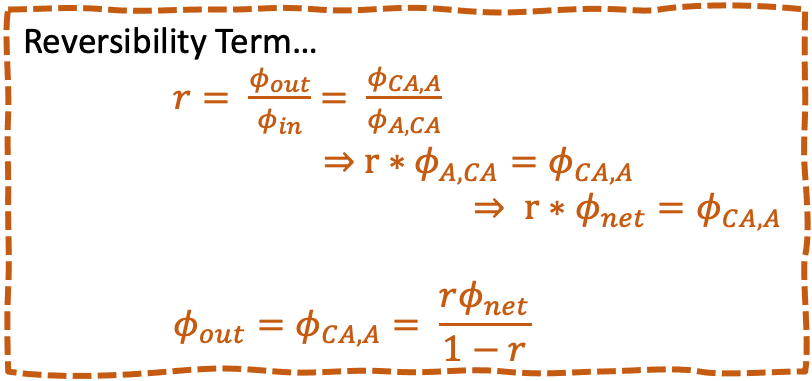 Reversibility Term...
r = ϕ_out/ϕ_in = ϕ_CA,A/ϕ_A,CA
⇒ r * ϕ_A,CA = ϕ_CA,A
⇒ r * ϕ_net = ϕ_CA,A
ϕ_out = ϕ_CA,A = rϕ_net/1 − r